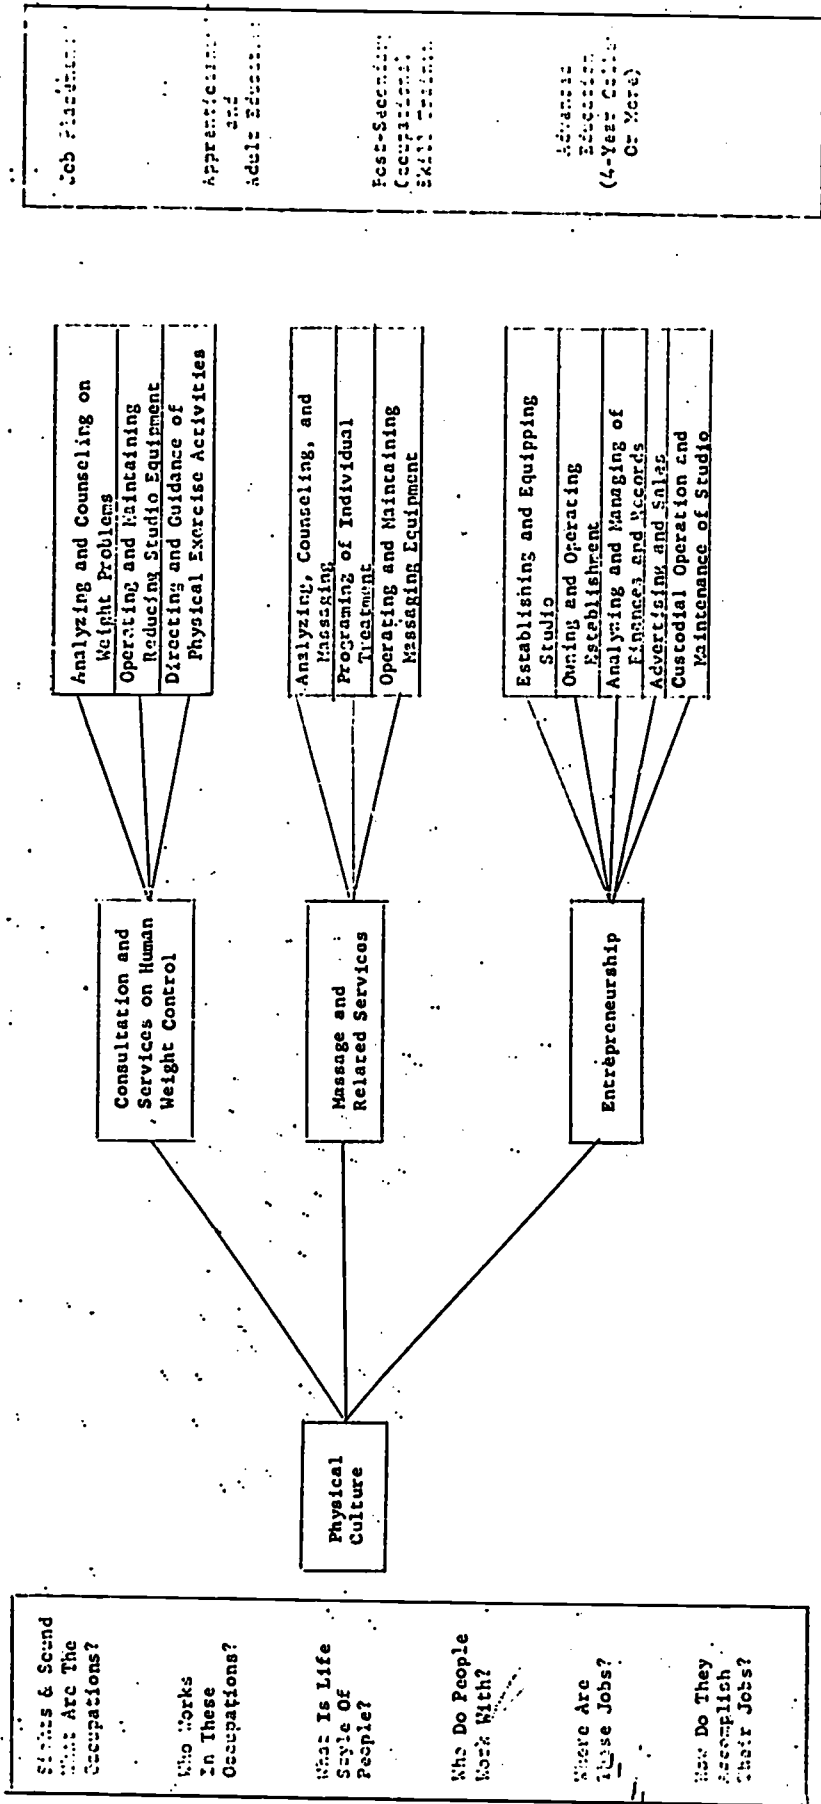 Sights & Sound
What Are The
Occupations?
Who Works
In These
Occupations?
What Is Life
Style Of
People?
Who Do People
Work With?
Where Are
These Jobs?
How Do They
Accomplish
Their Jobs?
Physical
Culture
Consultation and
Services on Human
Weight Control
Massage and
Related Services
Entrepreneurship
Analyzing and Counseling on
Weight Problems
Operating and Maintaining
Reducing Studio Equipment
Directing and Guidance of
Physical Exercise Activities
Analyzing, Counseling, and
Massaging
Programing of Individual
Treatment
Operating and Maintaining
Massaging Equipment
Establishing and Equipping
Studio
Owning and Operating
Establishment
Analyzing and Managing of
Finances and Records
Advertising and Sales
Custodial Operation and
Maintenance of Studio
Job
and
Adult
Post-Secondary
Advanced
Education
(4-Year College
Or More)